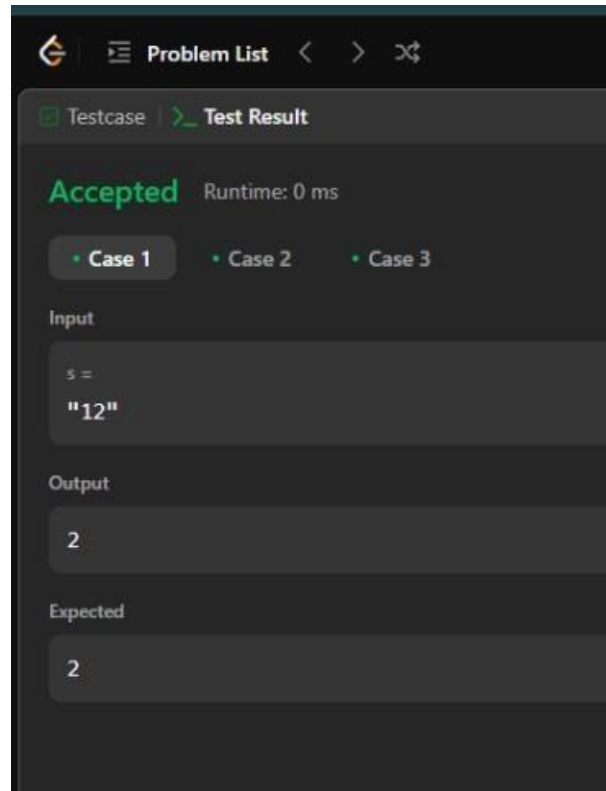 Problem List
Testcase >_ Test Result
Accepted Runtime: 0 ms
Case 1 Case 2 Case 3
Input
s =
"12"
Output
2
Expected
2